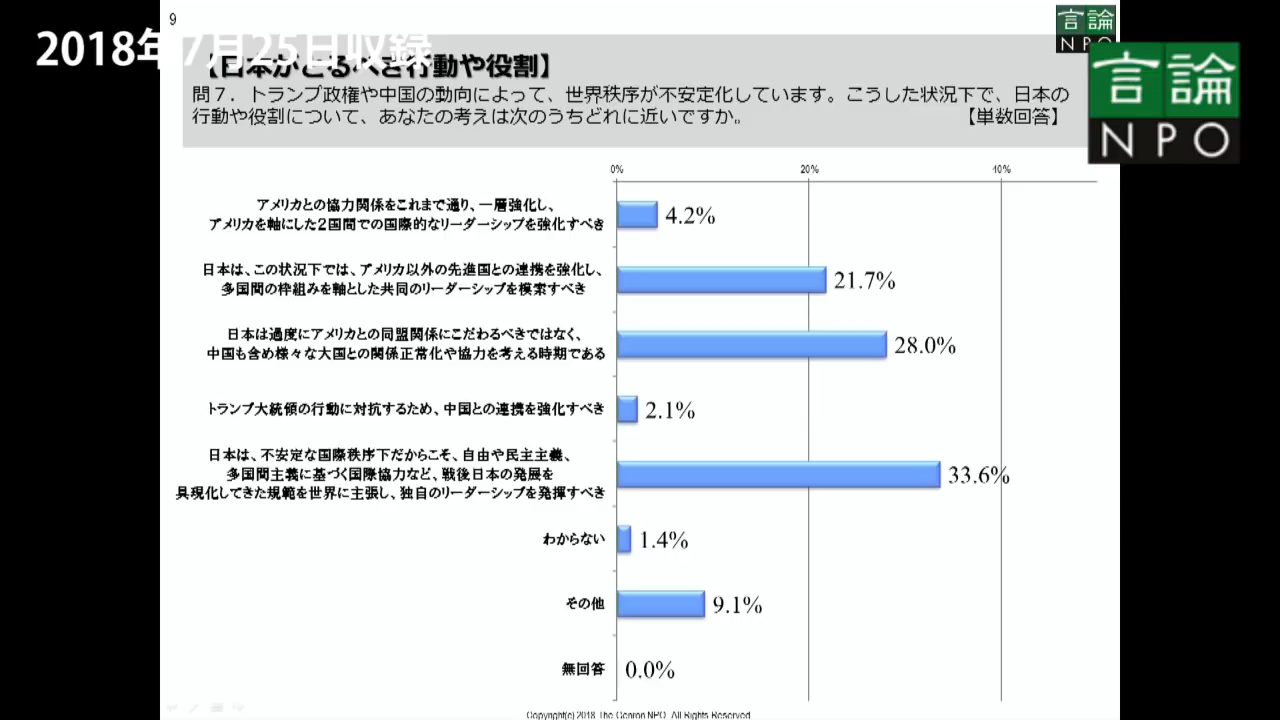 9
言論
NPO
2018年7月25日収録
【日本がとるべき行動や役割】
言論
NPO
問7．トランプ政権や中国の動向によって、世界秩序が不安定化しています。こうした状況下で、日本の
行動や役割について、あなたの考えは次のうちどれに近いですか。 【単数回答】
0% 20% 40%
アメリカとの協力関係をこれまで通り、一層強化し、
アメリカを軸にした2国間での国際的なリーダーシップを強化すべき
4.2%
日本は、この状況下では、アメリカ以外の先進国との連携を強化し、
多国間の枠組みを軸とした共同のリーダーシップを模索すべき
21.7%
日本は過度にアメリカとの同盟関係にこだわるべきではなく、
中国も含め様々な大国との関係正常化や協力を考える時期である
28.0%
トランプ大統領の行動に対抗するため、中国との連携を強化すべき
2.1%
日本は、不安定な国際秩序下だからこそ、自由や民主主義、
多国間主義に基づく国際協力など、戦後日本の発展を
具現化してきた規範を世界に主張し、独自のリーダーシップを発揮すべき
33.6%
わからない
1.4%
その他
9.1%
無回答
0.0%
Copyright(c) 2018 The Genron NPO. All Rights Reserved.